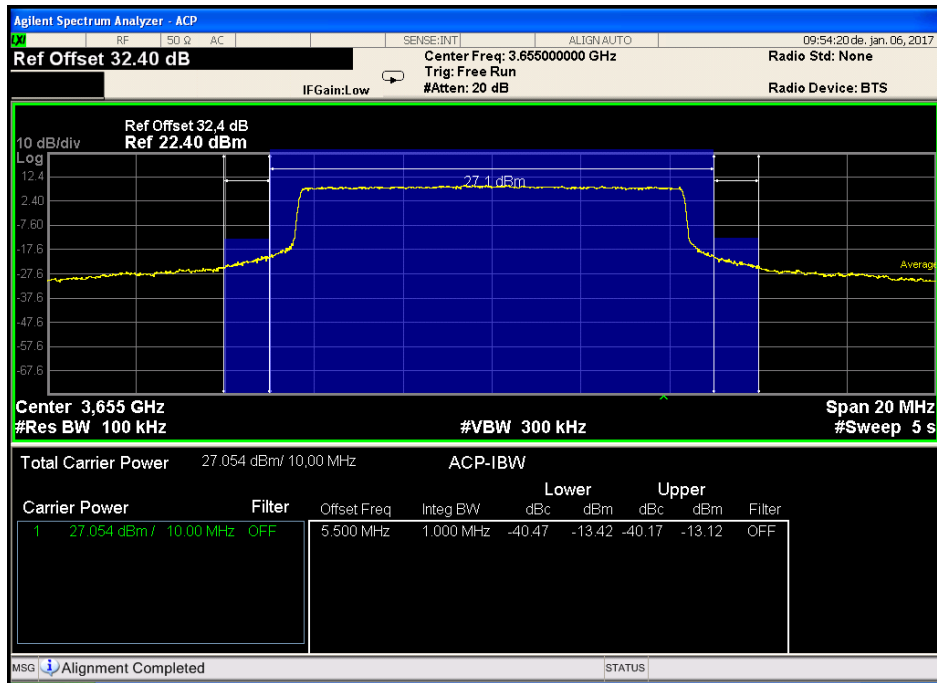 Agilent Spectrum Analyzer - ACP
LXI RF 50 Ω AC SENSE:INT ALIGN AUTO 09:54:20 de. jan. 06, 2017
Ref Offset 32.40 dB Center Freq: 3.655000000 GHz Radio Std: None
Trig: Free Run
IFGain:Low #Atten: 20 dB Radio Device: BTS
Ref Offset 32,4 dB
10 dB/div Ref 22.40 dBm
Log
12.4
27.1 dBm
2.40
-7.60
-17.6
Average
-27.6
-37.6
-47.6
-57.6
-67.6
Center 3,655 GHz Span 20 MHz
#Res BW 100 kHz #VBW 300 kHz #Sweep 5 s
Total Carrier Power 27.054 dBm/ 10,00 MHz ACP-IBW
Lower Upper
Carrier Power Filter Offset Freq Integ BW dBc dBm dBc dBm Filter
1 27.054 dBm / 10.00 MHz OFF 5.500 MHz 1.000 MHz -40.47 -13.42 -40.17 -13.12 OFF
MSG Alignment Completed STATUS